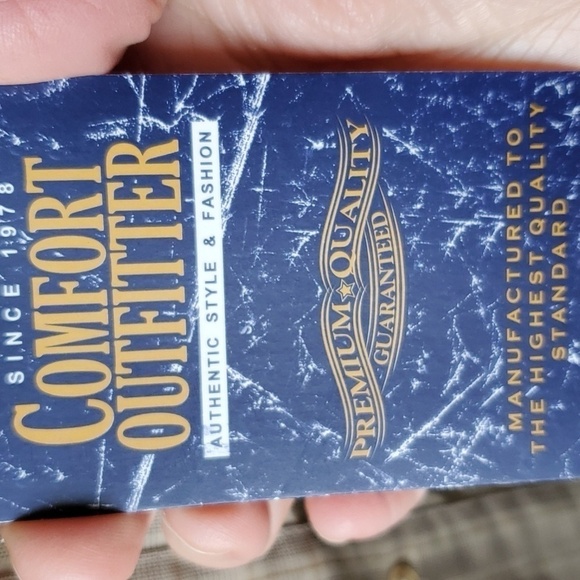 SINCE 1978
COMFORT
OUTFITTER
AUTHENTIC STYLE & FASHION
PREMIUM QUALITY
GUARANTEED
MANUFACTURED TO
THE HIGHEST QUALITY
STANDARD